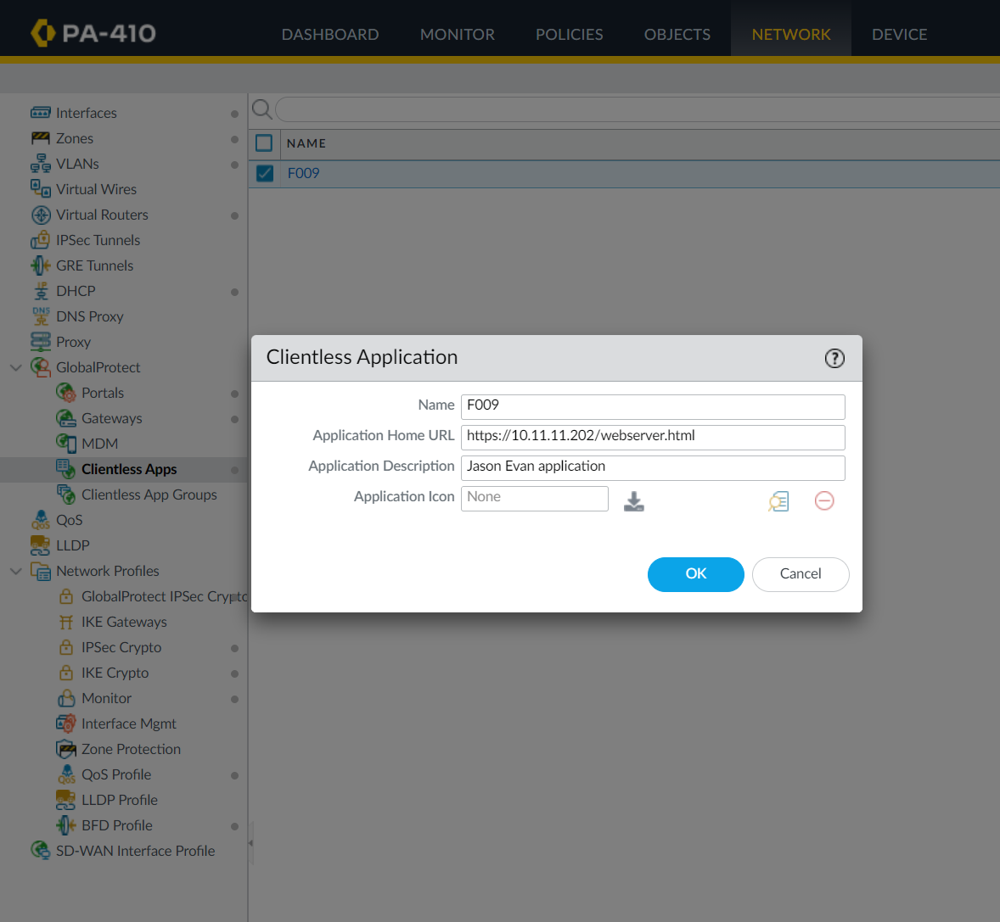 PA-410
DASHBOARD MONITOR POLICIES OBJECTS NETWORK DEVICE
Interfaces
Zones
VLANs
Virtual Wires
Virtual Routers
IPSec Tunnels
GRE Tunnels
DHCP
DNS Proxy
Proxy
GlobalProtect
Portals
Gateways
MDM
Clientless Apps
Clientless App Groups
QoS
LLDP
Network Profiles
GlobalProtect IPSec Crypto
IKE Gateways
IPSec Crypto
IKE Crypto
Monitor
Interface Mgmt
Zone Protection
QoS Profile
LLDP Profile
BFD Profile
SD-WAN Interface Profile
NAME
F009
Clientless Application
?
Name F009
Application Home URL https://10.11.11.202/webserver.html
Application Description Jason Evan application
Application Icon None
OK Cancel